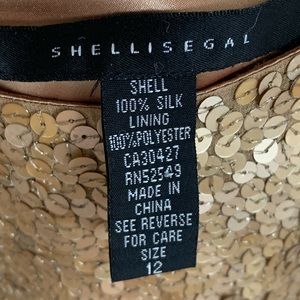 SHELLISEGAL
SHELL
100% SILK
LINING
100%POLYESTER
CA30427
RN52549
MADE IN
CHINA
SEE REVERSE
FOR CARE
SIZE
12